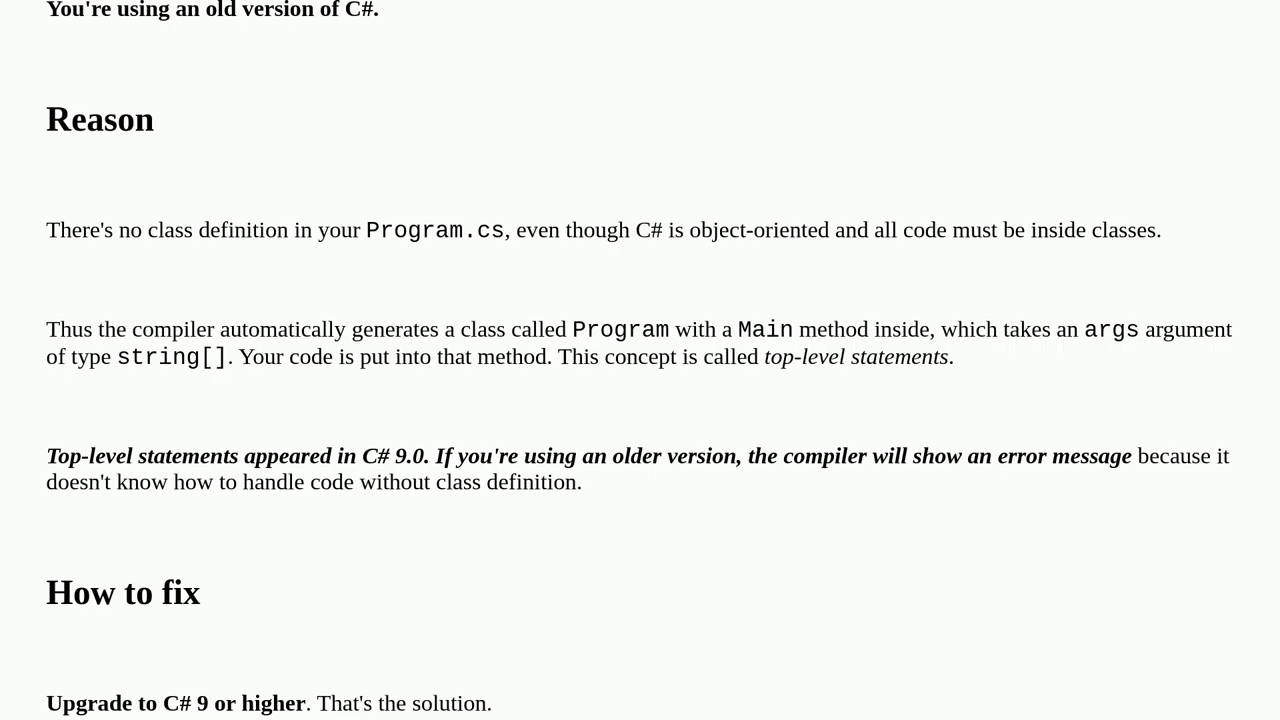 You're using an old version of C#.
Reason
There's no class definition in your Program.cs, even though C# is object-oriented and all code must be inside classes.
Thus the compiler automatically generates a class called Program with a Main method inside, which takes an args argument
of type string[]. Your code is put into that method. This concept is called top-level statements.
Top-level statements appeared in C# 9.0. If you're using an older version, the compiler will show an error message because it
doesn't know how to handle code without class definition.
How to fix
Upgrade to C# 9 or higher. That's the solution.